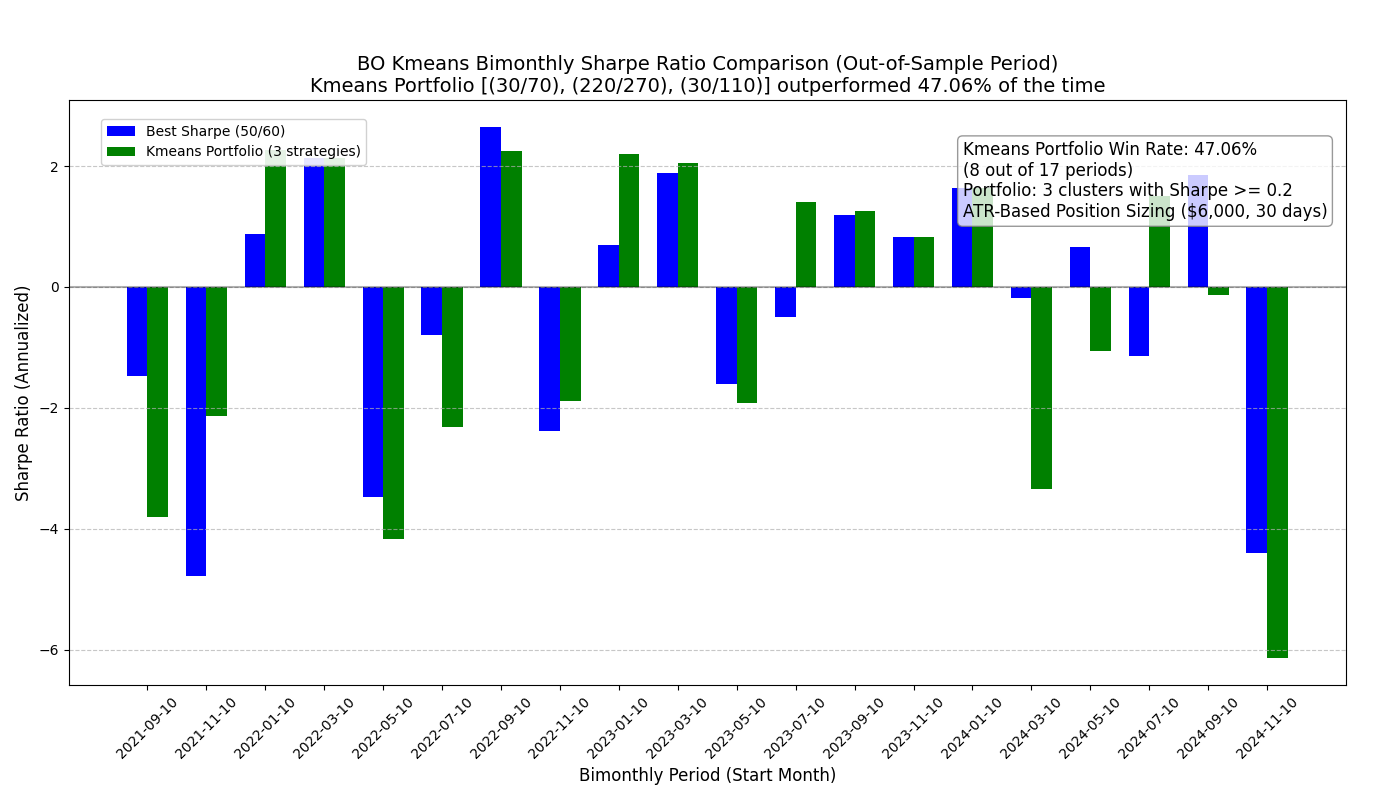 BO Kmeans Bimonthly Sharpe Ratio Comparison (Out-of-Sample Period)
Kmeans Portfolio [(30/70), (220/270), (30/110)] outperformed 47.06% of the time
Best Sharpe (50/60)
Kmeans Portfolio (3 strategies)
Kmeans Portfolio Win Rate: 47.06%
(8 out of 17 periods)
Portfolio: 3 clusters with Sharpe >= 0.2
ATR-Based Position Sizing ($6,000, 30 days)
Sharpe Ratio (Annualized)
2
0
−2
−4
−6
2021-09-10
2021-11-10
2022-01-10
2022-03-10
2022-05-10
2022-07-10
2022-09-10
2022-11-10
2023-01-10
2023-03-10
2023-05-10
2023-07-10
2023-09-10
2023-11-10
2024-01-10
2024-03-10
2024-05-10
2024-07-10
2024-09-10
2024-11-10
Bimonthly Period (Start Month)